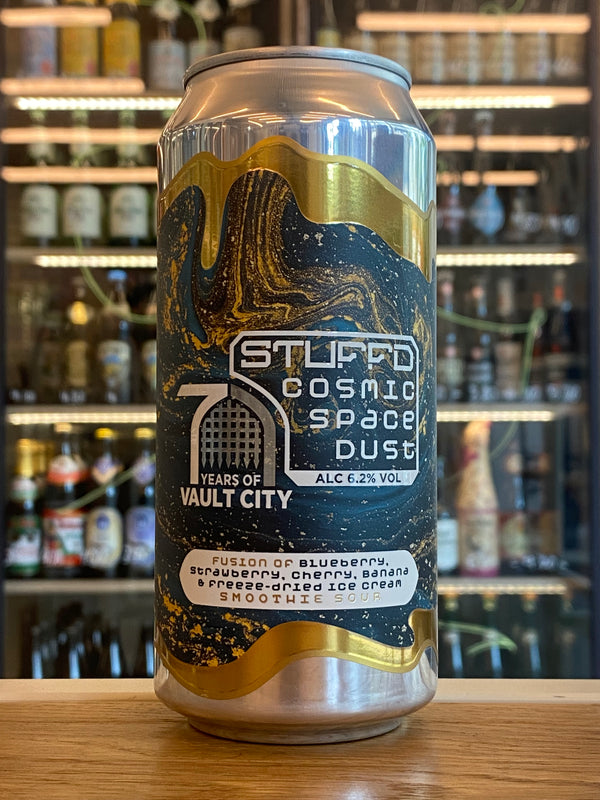 STUFFD
COSMIC
SPACE
DUST
ALC 6.2% VOL
7
YEARS OF
VAULT CITY
FUSION OF Blueberry,
Strawberry, Cherry, Banana
& Freeze-Dried Ice Cream
SMOOTHIE SOUR